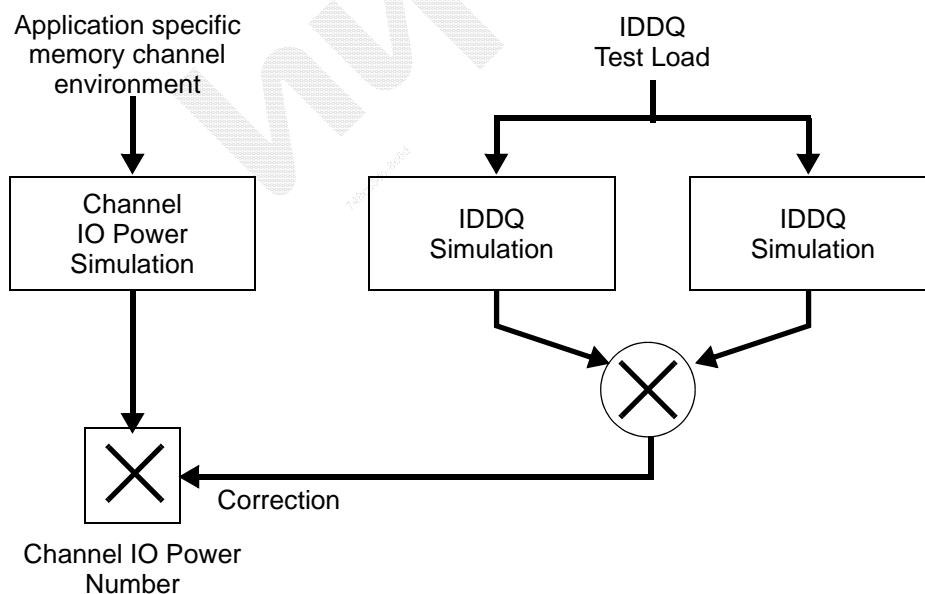 Application specific
memory channel
environment
IDDQ
Test Load
Channel
IO Power
Simulation
IDDQ
Simulation
IDDQ
Simulation
Correction
Channel IO Power
Number